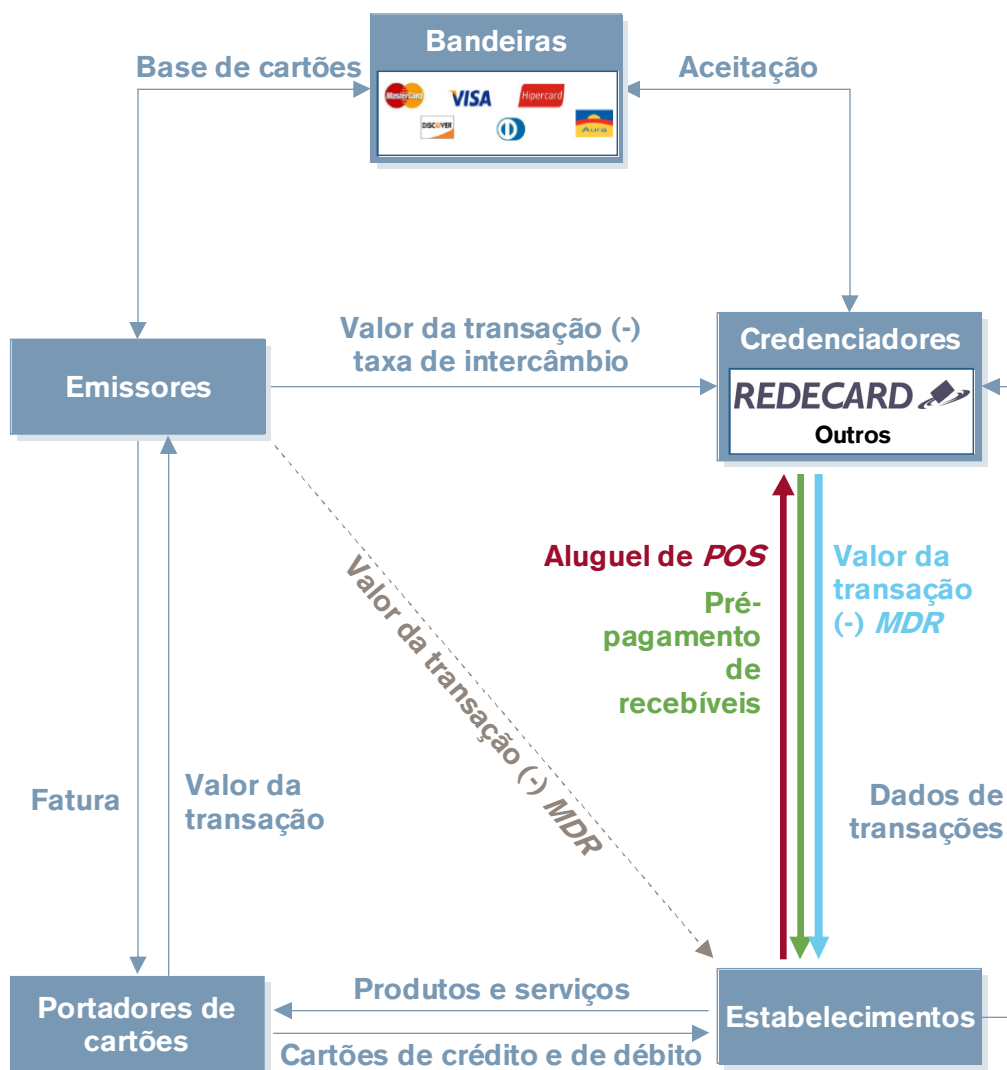 Bandeiras
Base de cartões
Aceitação
MasterCard
VISA
Hipercard
DISCOVER
Aura
Valor da transação (-)
taxa de intercâmbio
Emissores
Credenciadores
REDECARD
Outros
Aluguel de POS
Pré-
pagamento
de
recebíveis
Valor da
transação
(-) MDR
Valor da transação (-) MDR
Fatura
Valor da
transação
Dados de
transações
Portadores de
cartões
Produtos e serviços
Cartões de crédito e de débito
Estabelecimentos